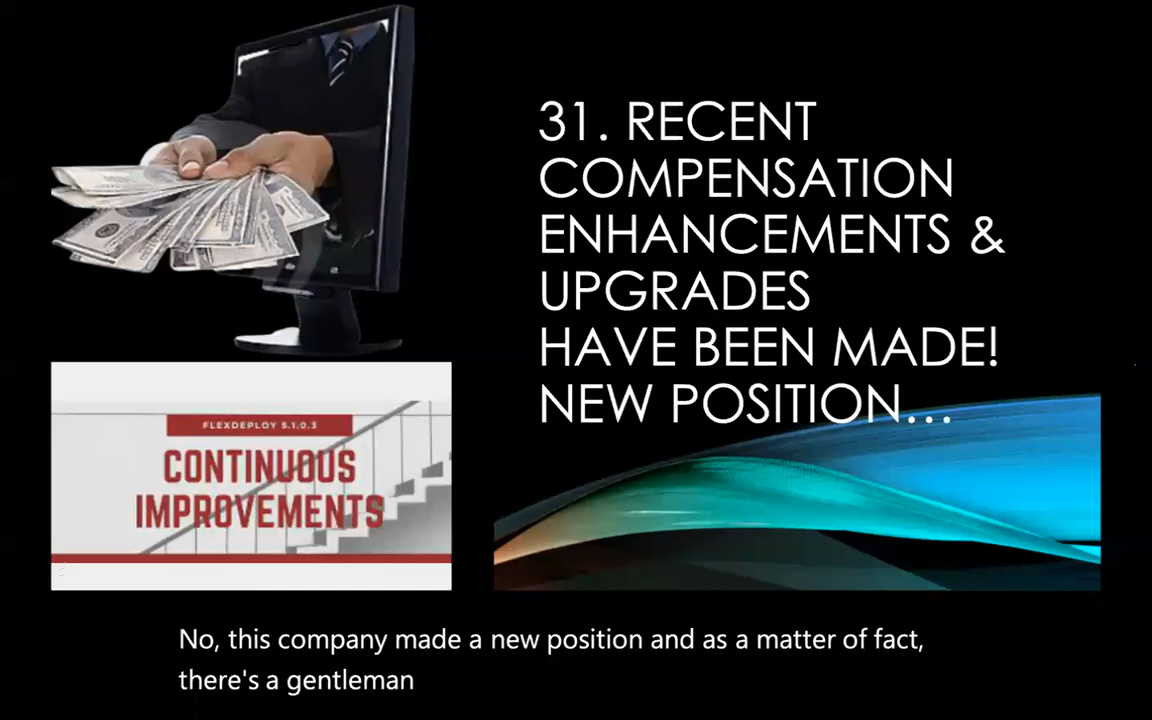 31. RECENT
COMPENSATION
ENHANCEMENTS &
UPGRADES
HAVE BEEN MADE!
NEW POSITION...
FLEXDEPLOY 5.1.0.3
CONTINUOUS
IMPROVEMENTS
No, this company made a new position and as a matter of fact,
there's a gentleman